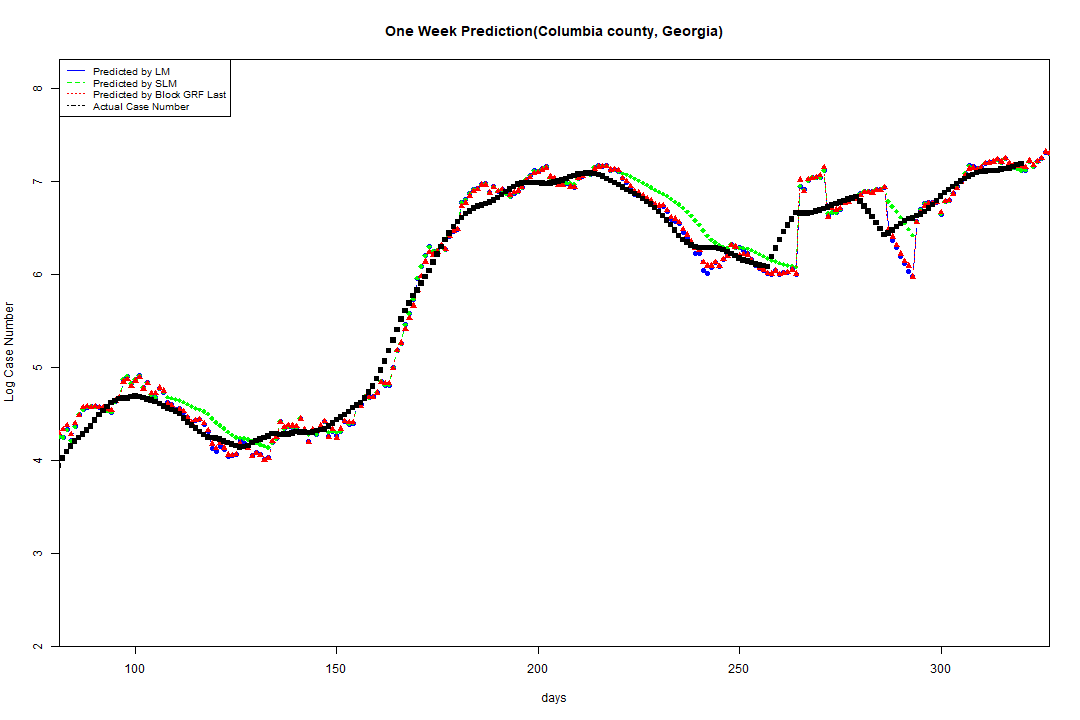 One Week Prediction(Columbia county, Georgia)
Predicted by LM
Predicted by SLM
Predicted by Block GRF Last
Actual Case Number
8
7
6
5
4
3
2
Log Case Number
100 150 200 250 300
days